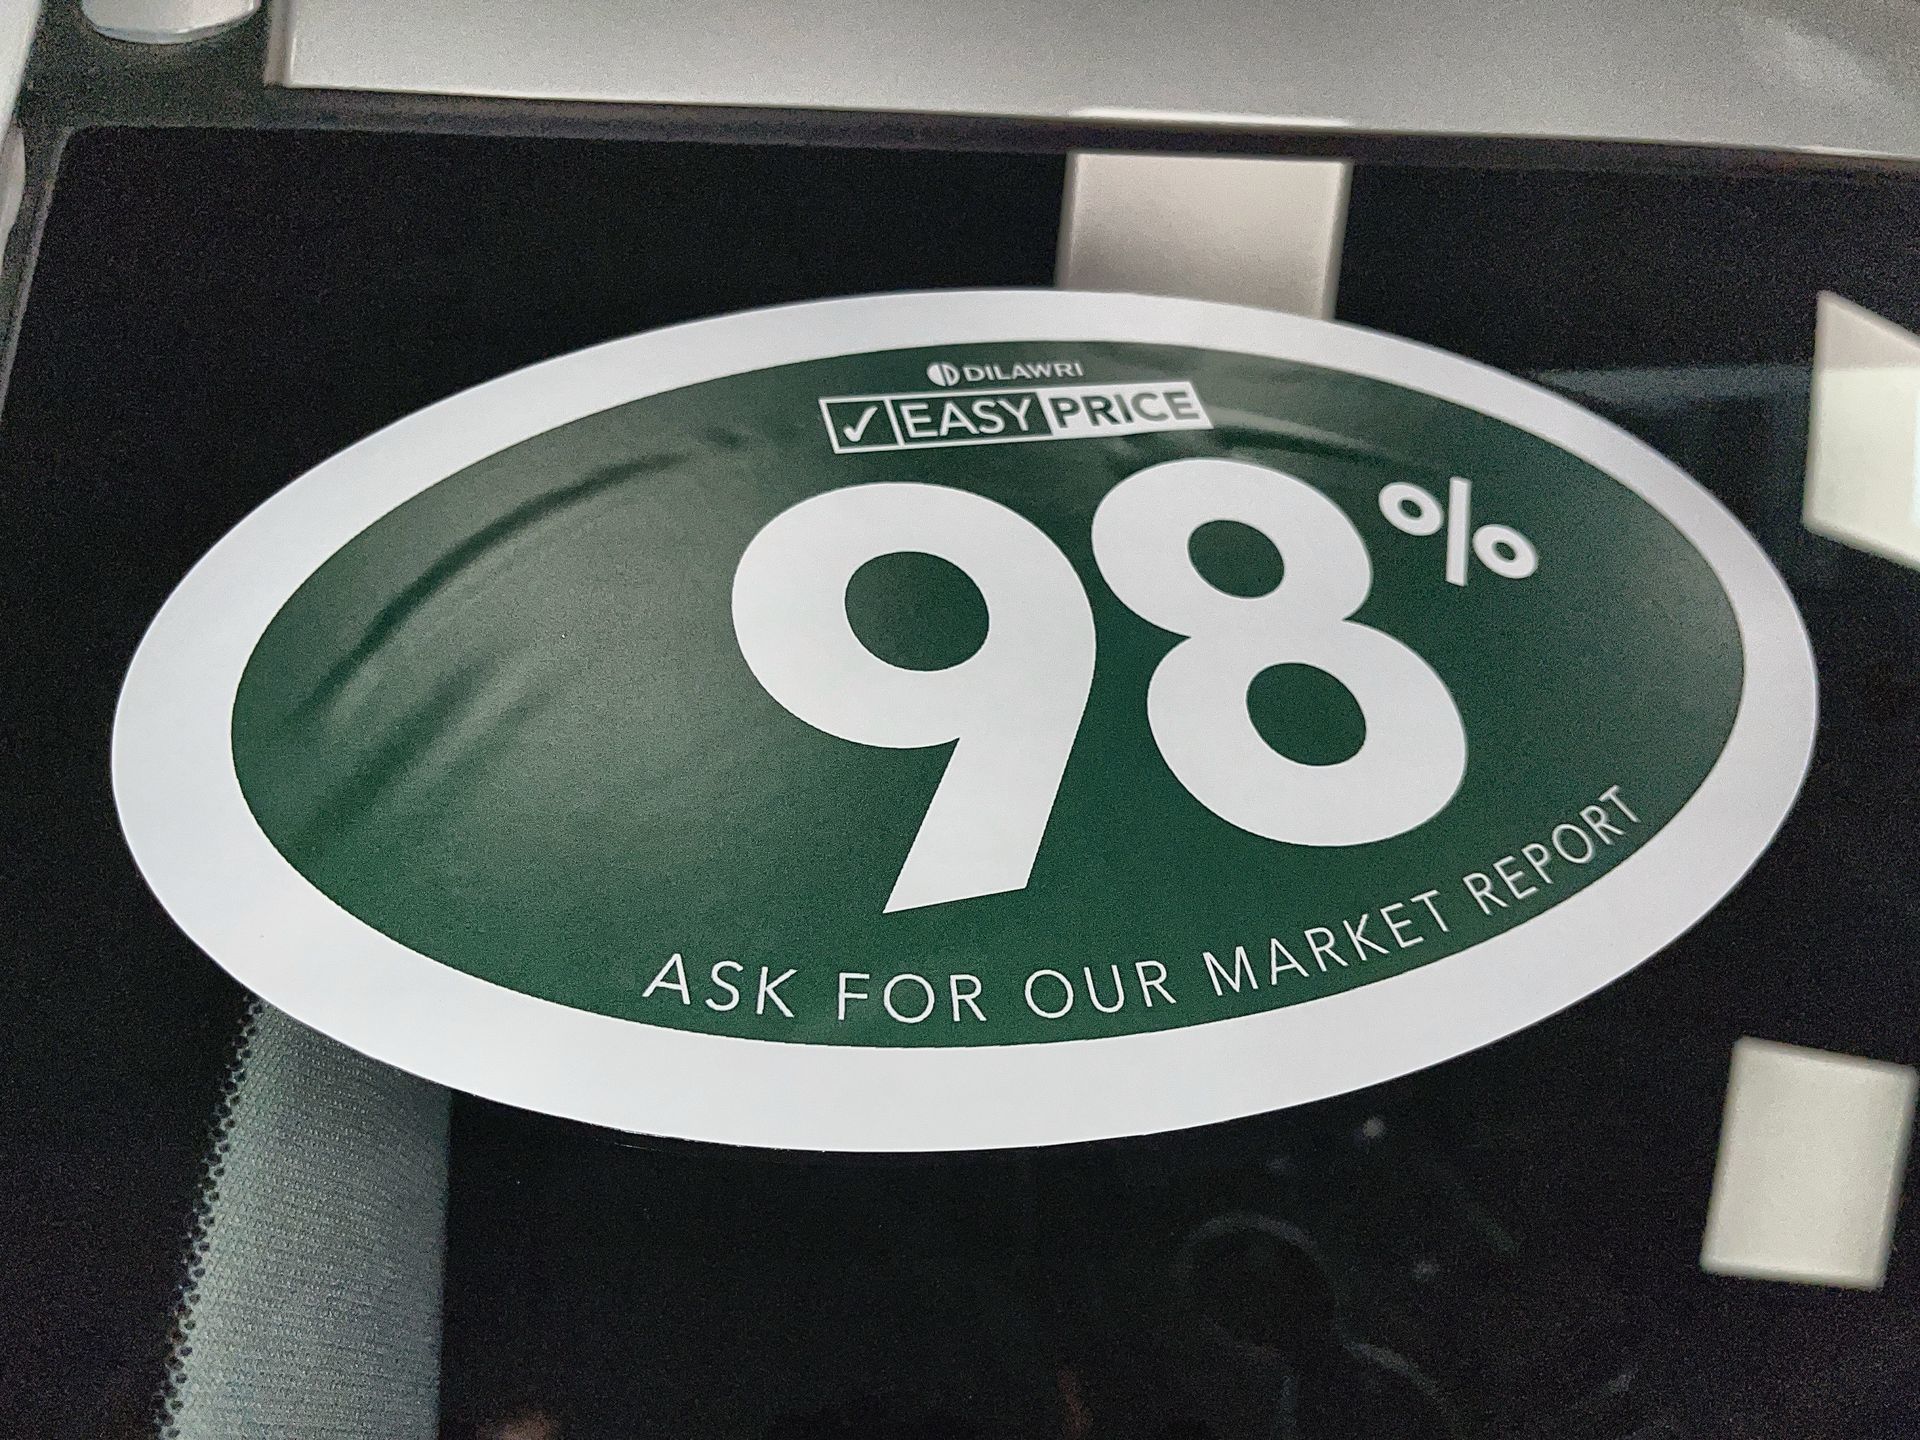 DILAWRI
✓ EASY PRICE
98%
ASK FOR OUR MARKET REPORT